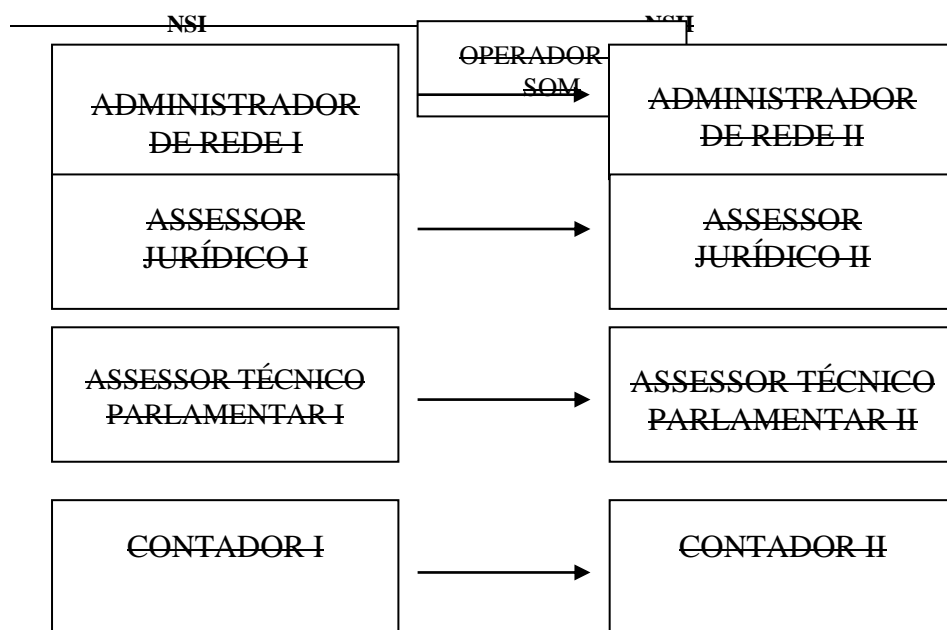 NSI
NSII
OPERADOR
SOM
ADMINISTRADOR
DE REDE I
ADMINISTRADOR
DE REDE II
ASSESSOR
JURÍDICO I
ASSESSOR
JURÍDICO II
ASSESSOR TÉCNICO
PARLAMENTAR I
ASSESSOR TÉCNICO
PARLAMENTAR II
CONTADOR I
CONTADOR II